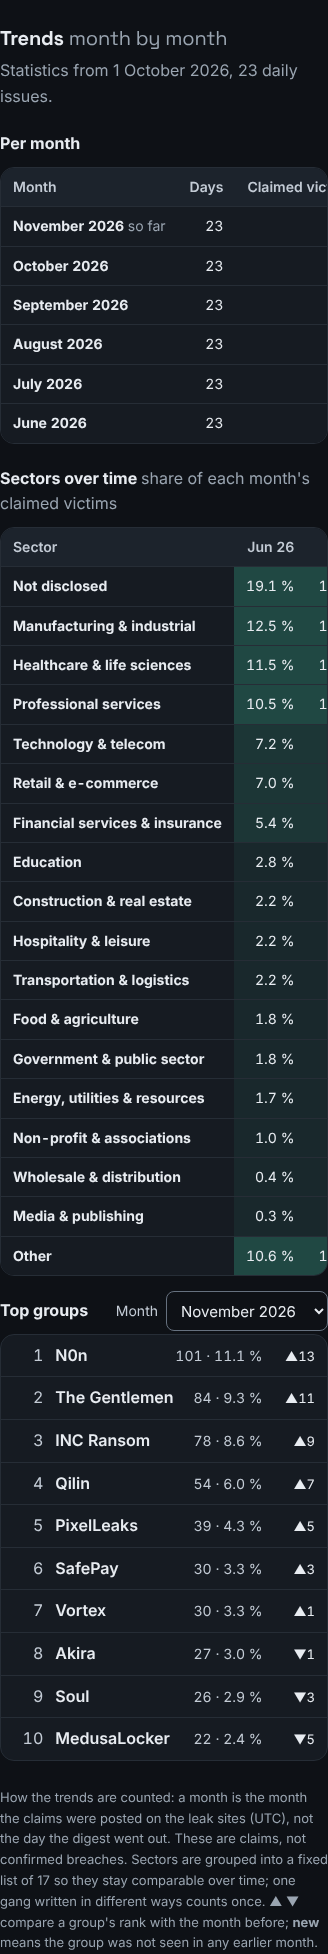 Trends month by month
Statistics from 1 October 2026, 23 daily
issues.
Per month
Month Days Claimed vic
November 2026 so far 23
October 2026 23
September 2026 23
August 2026 23
July 2026 23
June 2026 23
Sectors over time share of each month's
claimed victims
Sector Jun 26
Not disclosed 19.1 % 1
Manufacturing & industrial 12.5 % 1
Healthcare & life sciences 11.5 % 1
Professional services 10.5 % 1
Technology & telecom 7.2 %
Retail & e-commerce 7.0 %
Financial services & insurance 5.4 %
Education 2.8 %
Construction & real estate 2.2 %
Hospitality & leisure 2.2 %
Transportation & logistics 2.2 %
Food & agriculture 1.8 %
Government & public sector 1.8 %
Energy, utilities & resources 1.7 %
Non-profit & associations 1.0 %
Wholesale & distribution 0.4 %
Media & publishing 0.3 %
Other 10.6 % 1
Top groups Month November 2026
1 N0n 101 · 11.1 % ▲13
2 The Gentlemen 84 · 9.3 % ▲11
3 INC Ransom 78 · 8.6 % ▲9
4 Qilin 54 · 6.0 % ▲7
5 PixelLeaks 39 · 4.3 % ▲5
6 SafePay 30 · 3.3 % ▲3
7 Vortex 30 · 3.3 % ▲1
8 Akira 27 · 3.0 % ▼1
9 Soul 26 · 2.9 % ▼3
10 MedusaLocker 22 · 2.4 % ▼5
How the trends are counted: a month is the month
the claims were posted on the leak sites (UTC), not
the day the digest went out. These are claims, not
confirmed breaches. Sectors are grouped into a fixed
list of 17 so they stay comparable over time; one
gang written in different ways counts once. ▲ ▼
compare a group's rank with the month before; new
means the group was not seen in any earlier month.